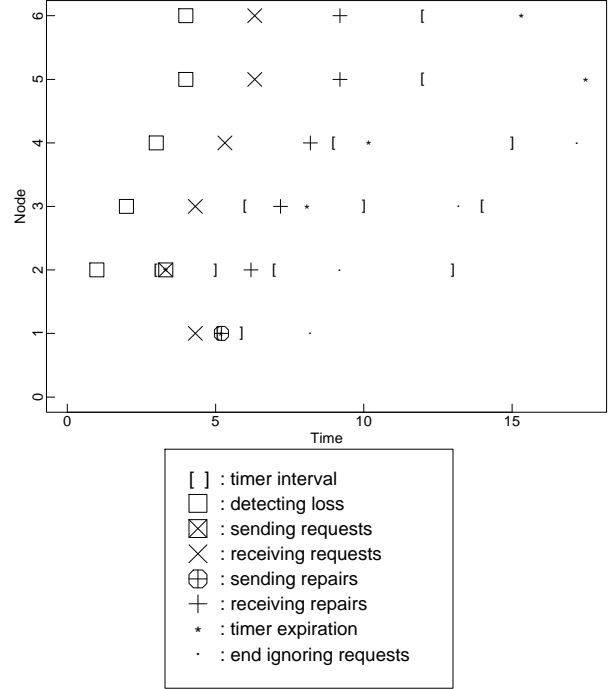 6
5
4
3
2
1
0
Node
0 5 10 15
Time
[ ] : timer interval
: detecting loss
: sending requests
: receiving requests
: sending repairs
: receiving repairs
* : timer expiration
· : end ignoring requests